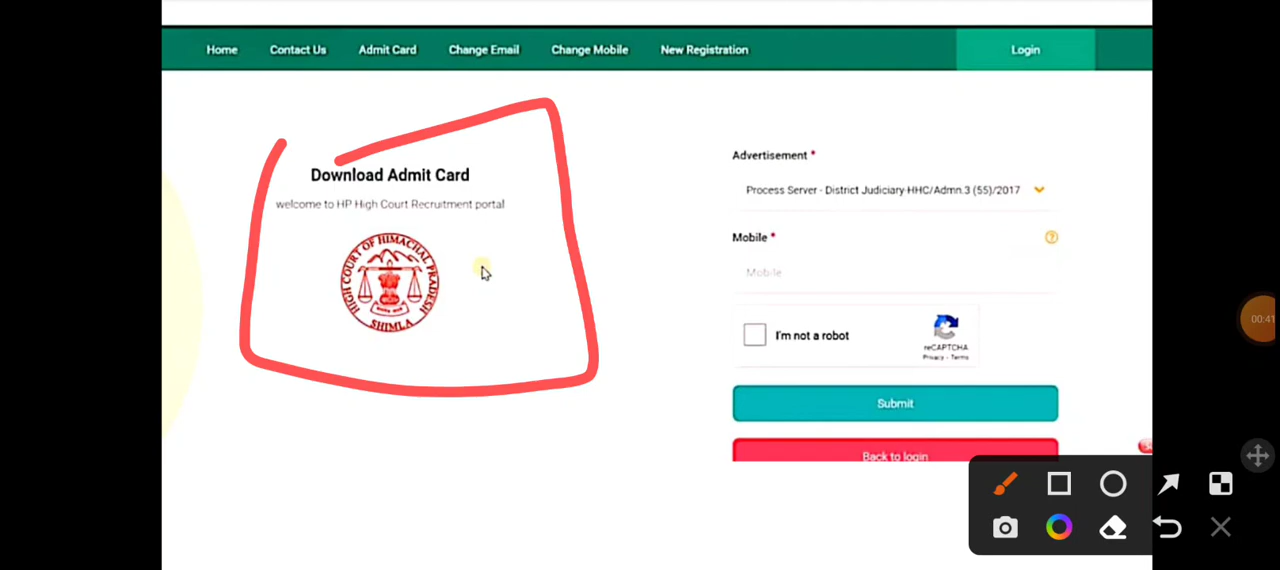 Home Contact Us Admit Card Change Email Change Mobile New Registration Login
Download Admit Card
welcome to HP High Court Recruitment portal
HIGH COURT OF HIMACHAL PRADESH
SHIMLA
Advertisement *
Process Server - District Judiciary HHC/Admn.3 (55)/2017
Mobile *
Mobile
I'm not a robot
reCAPTCHA
Privacy - Terms
Submit
Back to login
00:41